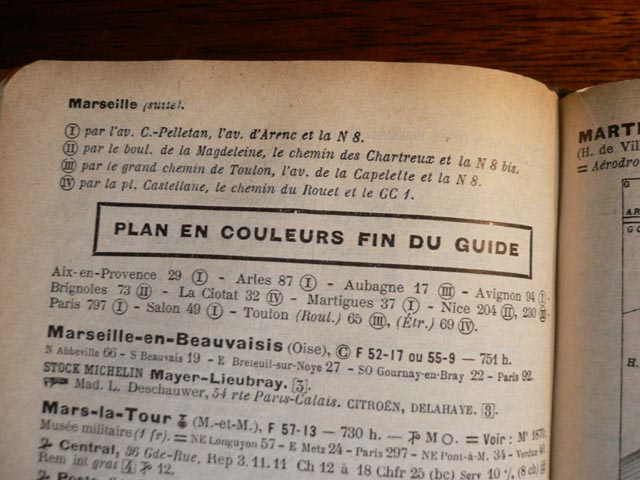 Marseille (suite).
Ⓘ par l'av. C.-Pelletan, l'av. d'Arenc et la N 8.
Ⓘⓘ par le boul. de la Magdeleine, le chemin des Chartreux et la N 8 bis.
Ⓘⓘⓘ par le grand chemin de Toulon, l'av. de la Capelette et la N 8.
ⒾⓋ par la pl. Castellane, le chemin du Rouet et le GC 1.
PLAN EN COULEURS FIN DU GUIDE
Aix-en-Provence 29 Ⓘ - Arles 87 Ⓘ - Aubagne 17 (III) - Avignon 94 Ⓘ -
Brignoles 73 (II) - La Ciotat 32 (IV) - Martigues 37 Ⓘ - Nice 204 (II), 230 (III) -
Paris 797 Ⓘ - Salon 49 Ⓘ - Toulon (Roul.) 65 (III), (Étr.) 69 (IV).
Marseille-en-Beauvaisis (Oise), Ⓒ F 52-17 ou 55-9 — 751 h.
N Abbeville 66 - S Beauvais 19 - E Breteuil-sur-Noye 27 - SO Gournay-en-Bray 22 - Paris 92.
STOCK MICHELIN Mayer-Lieubray. [5].
Mad. L. Deschauwer, 54 rte Paris-Calais. CITROËN, DELAHAYE. [3].
Mars-la-Tour (M.-et-M.), F 57-13 — 730 h. — M O. = Voir : Mt 1870
Musée militaire (1 fr). = NE Longuyon 57 - E Metz 24 - Paris 297 - NE Pont-à-M. 34 - Verdun
Central, 36 Gde-Rue, Rep 3.11.11 Ch 12 à 18 Chfr 25 (bc) Serv 10 % (8 ch)
Rem int grat [4] 12.
MARTI
(H. de Vil
= Aérodro